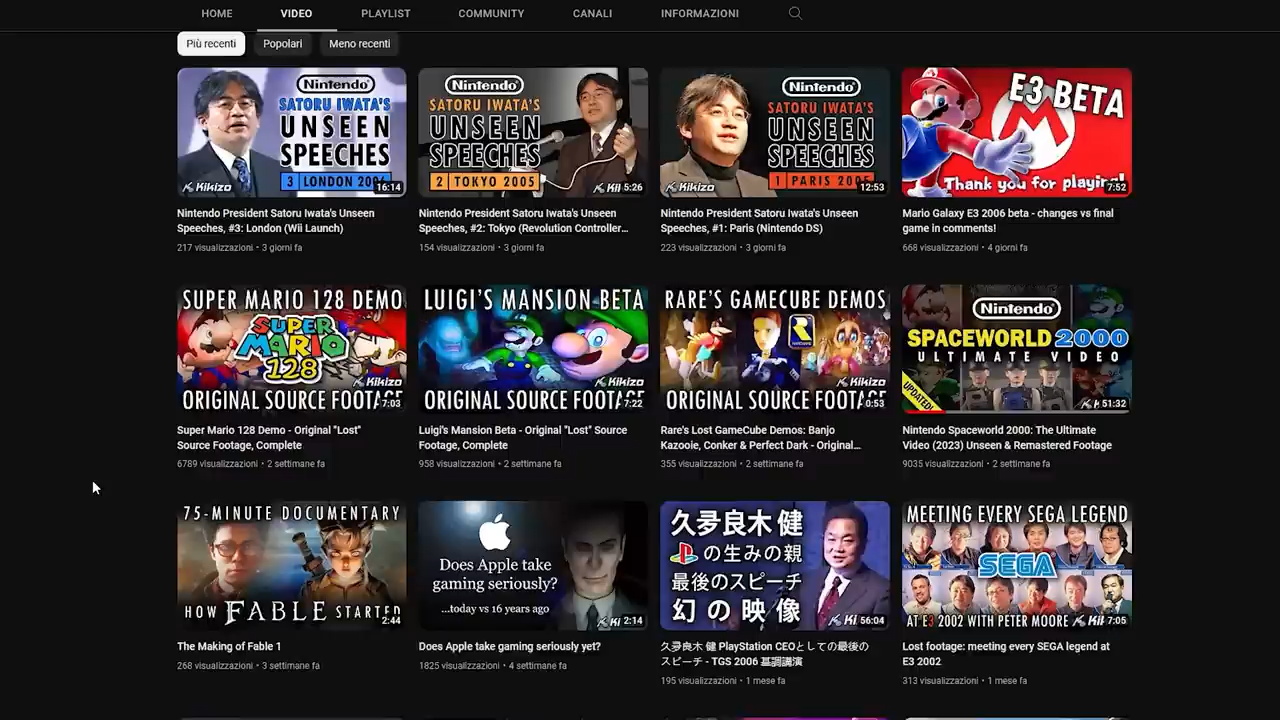 HOME VIDEO PLAYLIST COMMUNITY CANALI INFORMAZIONI
Più recenti Popolari Meno recenti
Nintendo
SATORU IWATA'S
UNSEEN
SPEECHES
3 LONDON 2006
Kikizo
16:14
Nintendo
SATORU IWATA'S
UNSEEN
SPEECHES
2 TOKYO 2005
5:26
Nintendo
SATORU IWATA'S
UNSEEN
SPEECHES
1 PARIS 2005
Kikizo
12:53
E3 BETA
M
Thank you for playing!
7:52
Nintendo President Satoru Iwata's Unseen
Speeches, #3: London (Wii Launch)
217 visualizzazioni • 3 giorni fa
Nintendo President Satoru Iwata's Unseen
Speeches, #2: Tokyo (Revolution Controller...
154 visualizzazioni • 3 giorni fa
Nintendo President Satoru Iwata's Unseen
Speeches, #1: Paris (Nintendo DS)
223 visualizzazioni • 3 giorni fa
Mario Galaxy E3 2006 beta - changes vs final
game in comments!
668 visualizzazioni • 4 giorni fa
SUPER MARIO 128 DEMO
SUPER
MARIO
128
Kikizo
ORIGINAL SOURCE FOOTAGE
7:03
LUIGI'S MANSION BETA
Kikizo
ORIGINAL SOURCE FOOTAGE
7:22
RARE'S GAMECUBE DEMOS
Kikizo
ORIGINAL SOURCE FOOTAGE
0:53
Nintendo
SPACEWORLD 2000
ULTIMATE VIDEO
UPDATED!
51:32
Super Mario 128 Demo - Original "Lost"
Source Footage, Complete
6789 visualizzazioni • 2 settimane fa
Luigi's Mansion Beta - Original "Lost" Source
Footage, Complete
958 visualizzazioni • 2 settimane fa
Rare's Lost GameCube Demos: Banjo
Kazooie, Conker & Perfect Dark - Original...
355 visualizzazioni • 2 settimane fa
Nintendo Spaceworld 2000: The Ultimate
Video (2023) Unseen & Remastered Footage
9035 visualizzazioni • 2 settimane fa
75-MINUTE DOCUMENTARY
HOW FABLE STARTED
2:44
Does Apple take
gaming seriously?
...today vs 16 years ago
2:14
久夛良木 健
の生みの親
最後のスピーチ
幻の映像
56:04
MEETING EVERY SEGA LEGEND
SEGA
AT E3 2002 WITH PETER MOORE
7:05
The Making of Fable 1
268 visualizzazioni • 3 settimane fa
Does Apple take gaming seriously yet?
1825 visualizzazioni • 4 settimane fa
久夛良木 健 PlayStation CEOとしての最後の
スピーチ - TGS 2006 基調講演
195 visualizzazioni • 1 mese fa
Lost footage: meeting every SEGA legend at
E3 2002
313 visualizzazioni • 1 mese fa